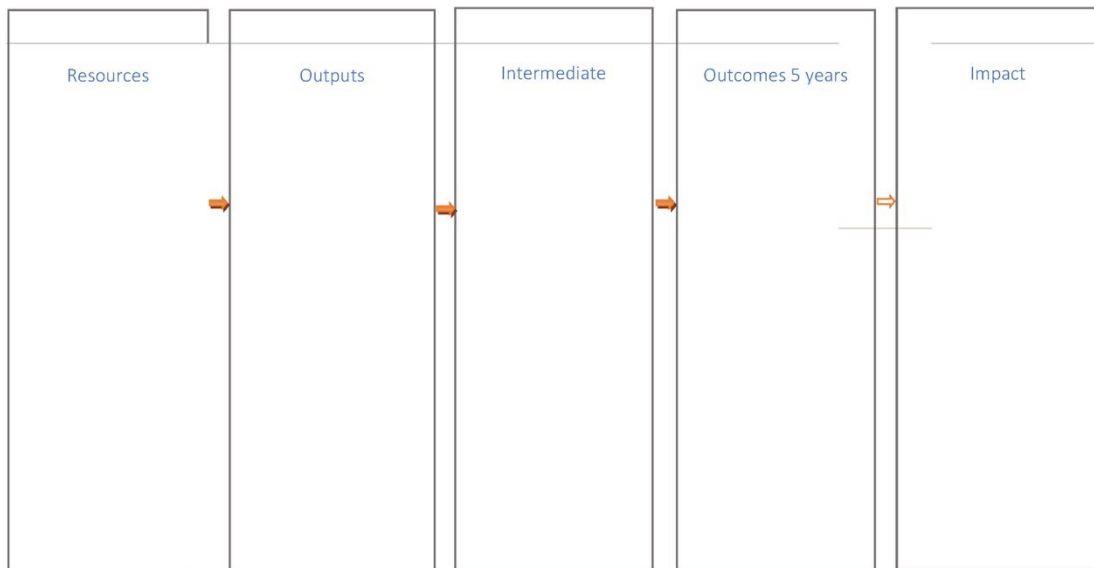 Resources
Outputs
Intermediate
Outcomes 5 years
Impact